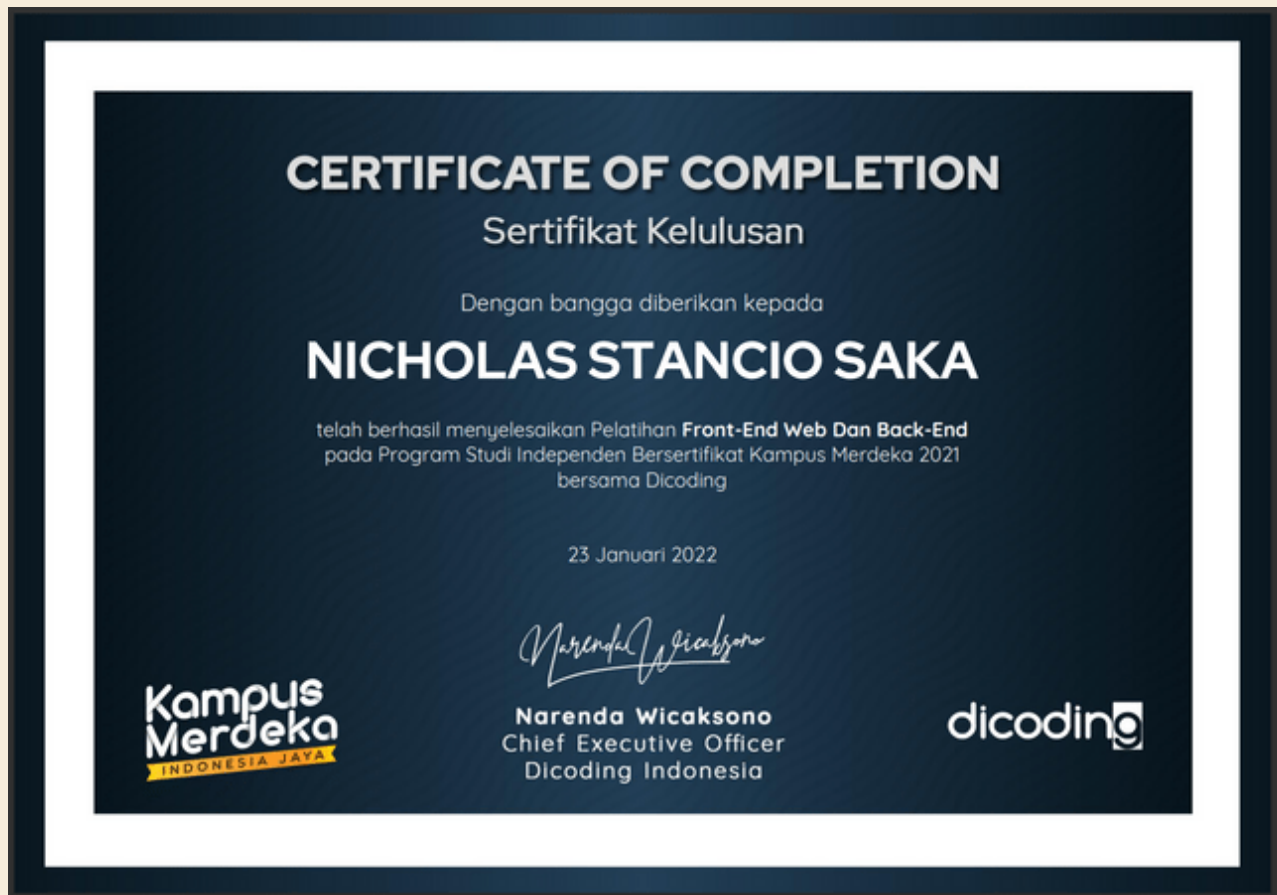 CERTIFICATE OF COMPLETION
Sertifikat Kelulusan
Dengan bangga diberikan kepada
NICHOLAS STANCIO SAKA
telah berhasil menyelesaikan Pelatihan Front-End Web Dan Back-End
pada Program Studi Independen Bersertifikat Kampus Merdeka 2021
bersama Dicoding
23 Januari 2022
Narenda Wicaksono
Narenda Wicaksono
Chief Executive Officer
Dicoding Indonesia
Kampus
Merdeka
INDONESIA JAYA
dicoding